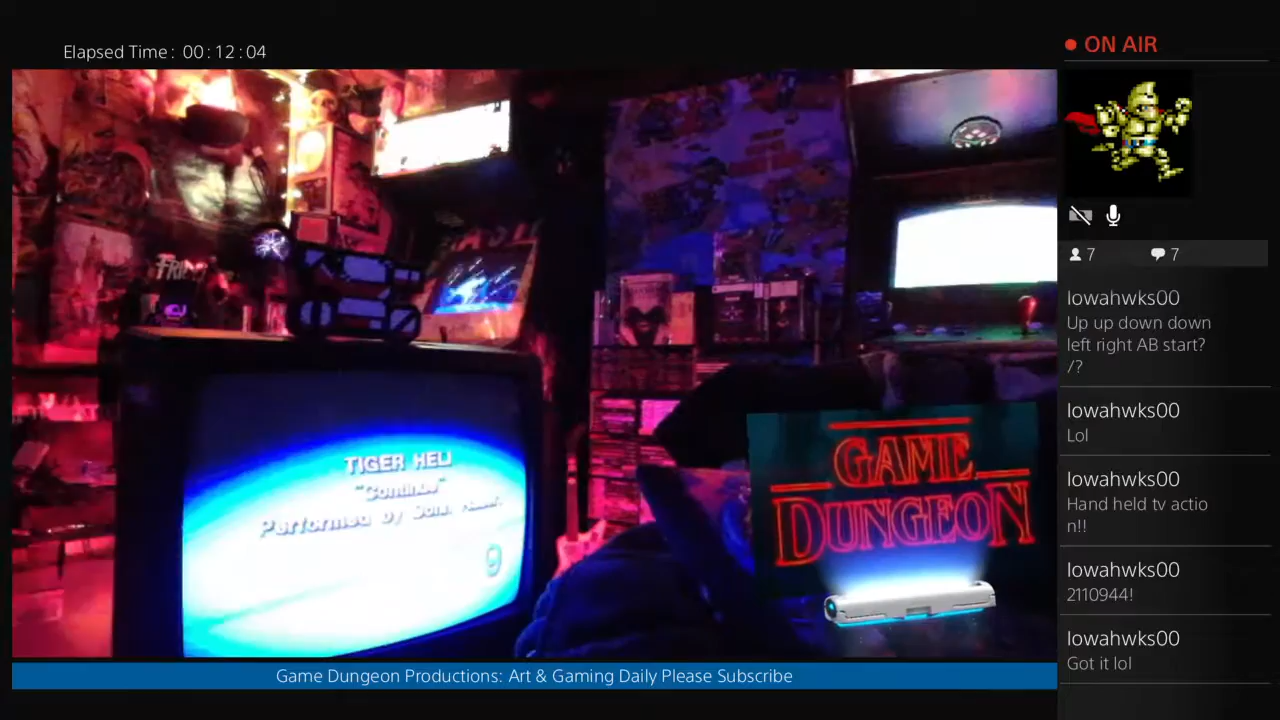 Elapsed Time: 00:12:04
ON AIR
7
7
TIGER HELI
"Continue"
Performed by
9
GAME
DUNGEON
Iowahwks00
Up up down down
left right AB start?
/?
Iowahwks00
Lol
Iowahwks00
Hand held tv actio
n!!
Iowahwks00
2110944!
Iowahwks00
Got it lol
Game Dungeon Productions: Art & Gaming Daily Please Subscribe